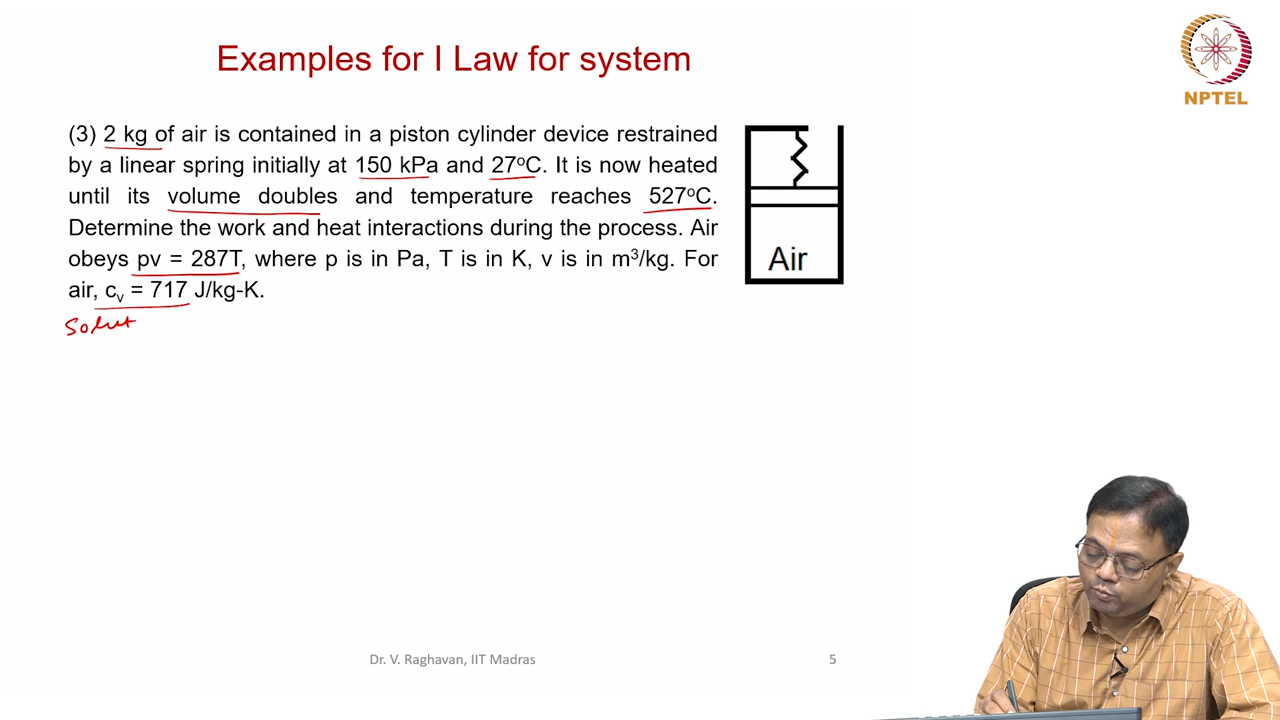 Examples for I Law for system
NPTEL
(3) 2 kg of air is contained in a piston cylinder device restrained
by a linear spring initially at 150 kPa and 27°C. It is now heated
until its volume doubles and temperature reaches 527°C.
Determine the work and heat interactions during the process. Air
obeys pv = 287T, where p is in Pa, T is in K, v is in m³/kg. For
air, cᵥ = 717 J/kg-K.
Air
Solut
Dr. V. Raghavan, IIT Madras
5